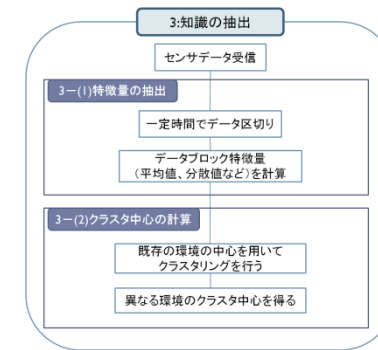 3:知識の抽出
センサデータ受信
3－(1)特徴量の抽出
一定時間でデータ区切り
データブロック特徴量
（平均値、分散値など）を計算
3－(2)クラスタ中心の計算
既存の環境の中心を用いて
クラスタリングを行う
異なる環境のクラスタ中心を得る